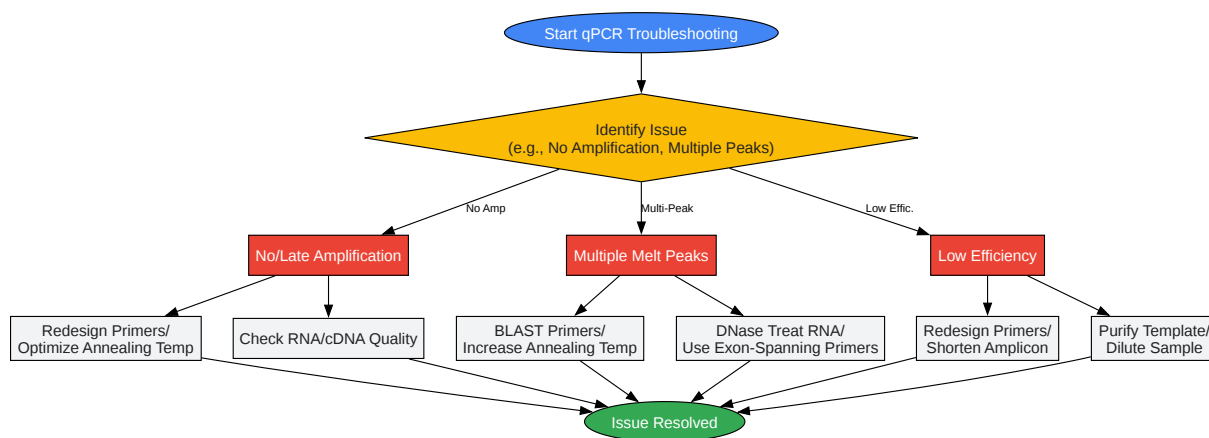 Start qPCR Troubleshooting
Identify Issue
(e.g., No Amplification, Multiple Peaks)
No Amp
Multi-Peak
Low Effic.
No/Late Amplification
Multiple Melt Peaks
Low Efficiency
Redesign Primers/
Optimize Annealing Temp
Check RNA/cDNA Quality
BLAST Primers/
Increase Annealing Temp
DNase Treat RNA/
Use Exon-Spanning Primers
Redesign Primers/
Shorten Amplicon
Purify Template/
Dilute Sample
Issue Resolved